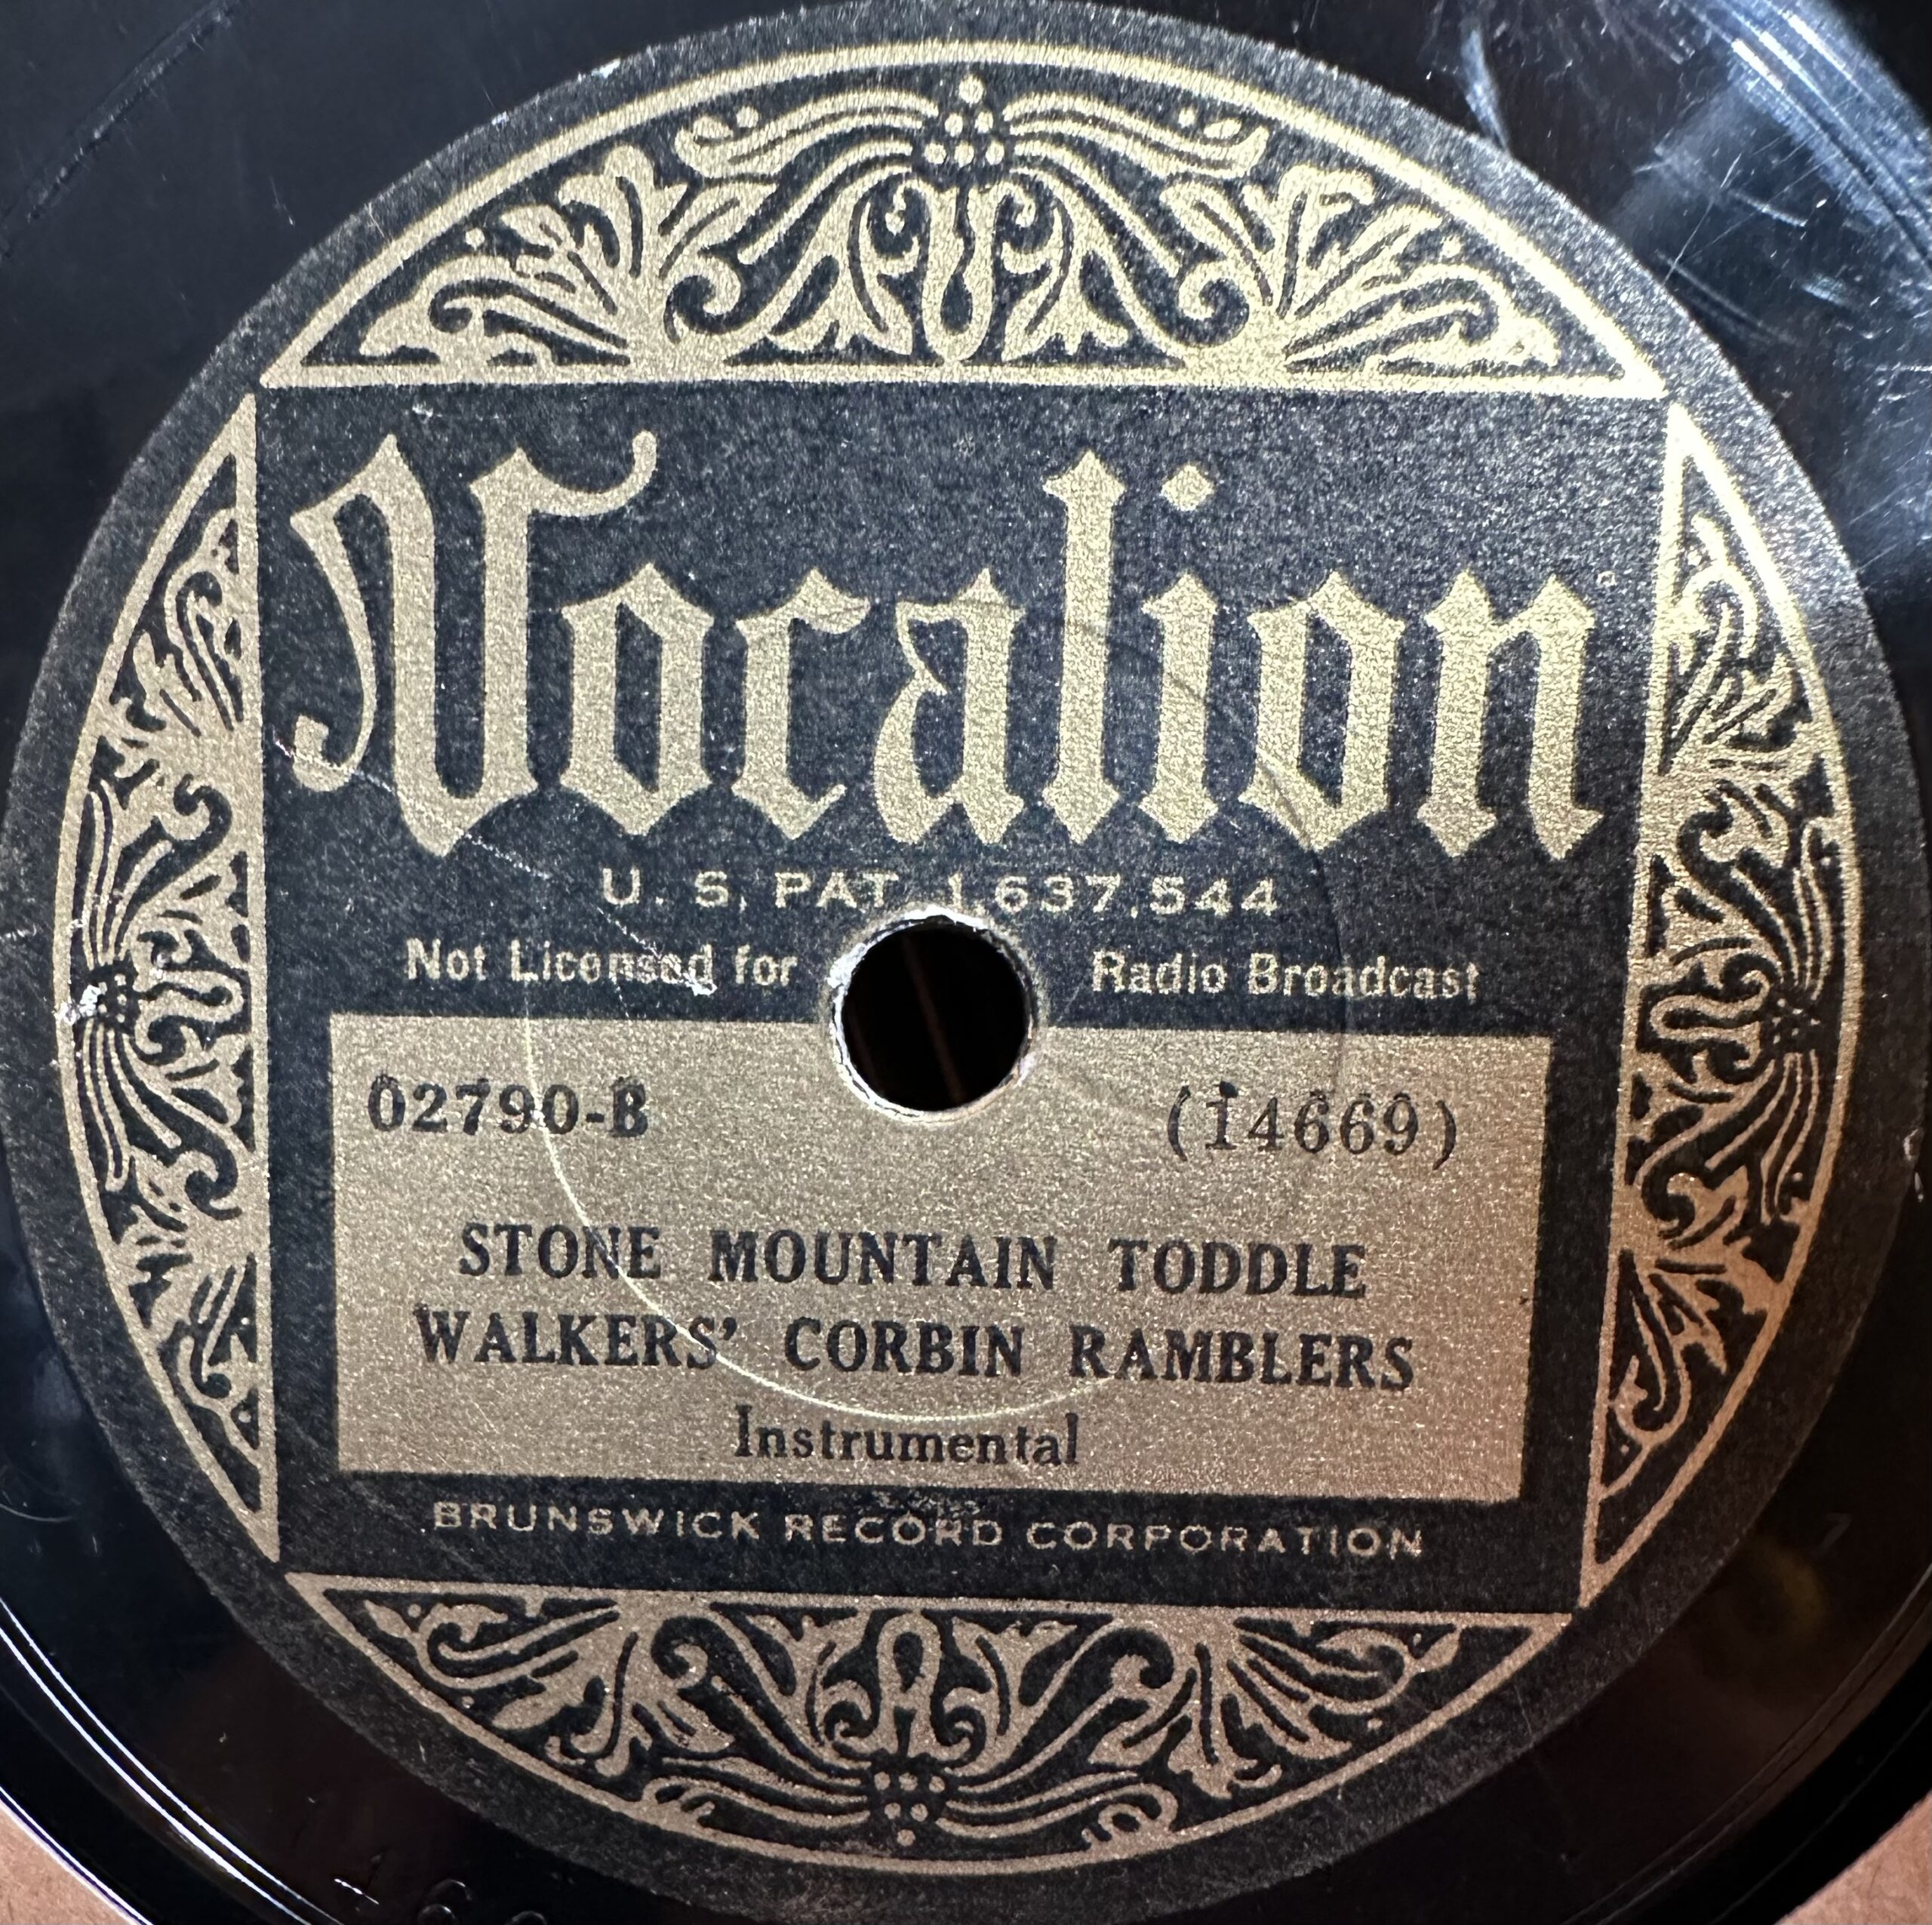 Vocalion
U. S. PAT. 1,637,544
Not Licensed for Radio Broadcast
02790-B (14669)
STONE MOUNTAIN TODDLE
WALKERS' CORBIN RAMBLERS
Instrumental
BRUNSWICK RECORD CORPORATION